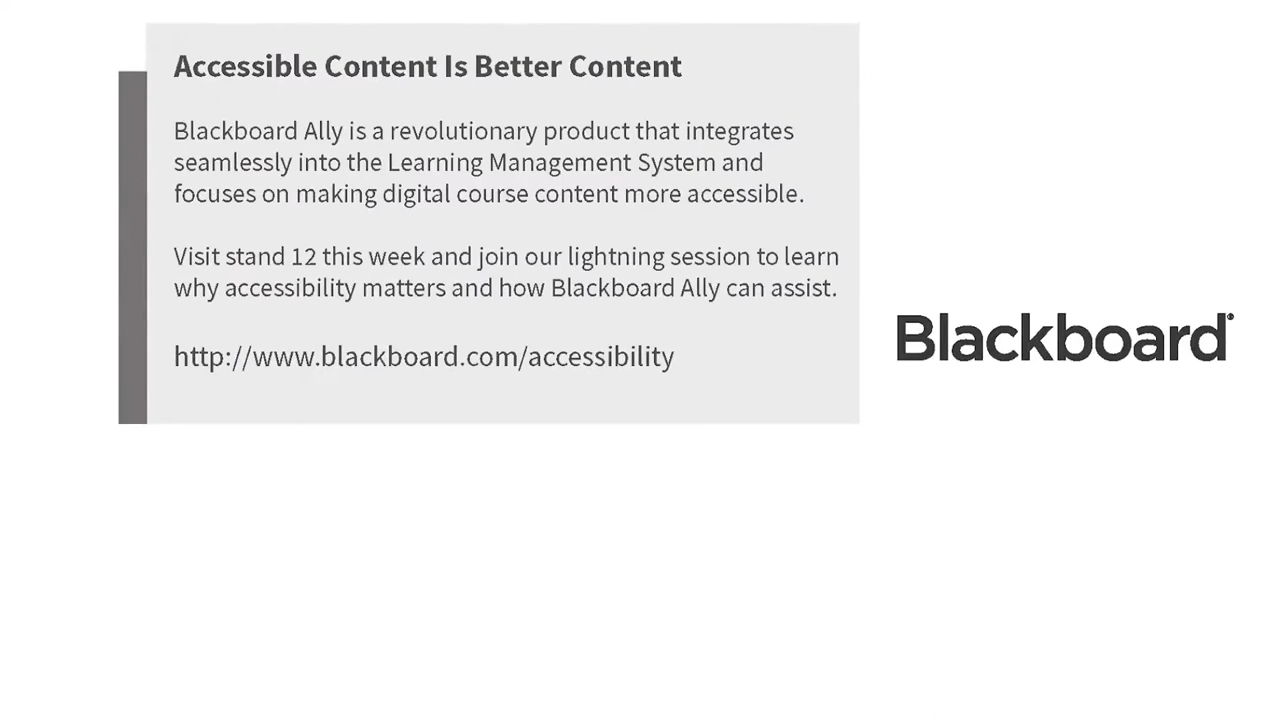 Accessible Content Is Better Content
Blackboard Ally is a revolutionary product that integrates
seamlessly into the Learning Management System and
focuses on making digital course content more accessible.
Visit stand 12 this week and join our lightning session to learn
why accessibility matters and how Blackboard Ally can assist.
http://www.blackboard.com/accessibility
Blackboard®